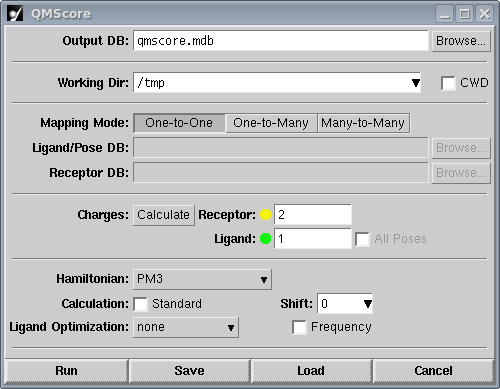 QMScore
Output DB: qmscore.mdb Browse...
Working Dir: /tmp CWD
Mapping Mode: One-to-One One-to-Many Many-to-Many
Ligand/Pose DB: Browse...
Receptor DB: Browse...
Charges: Calculate Receptor: 2
Ligand: 1 All Poses
Hamiltonian: PM3
Calculation: Standard Shift: 0
Ligand Optimization: none Frequency
Run Save Load Cancel